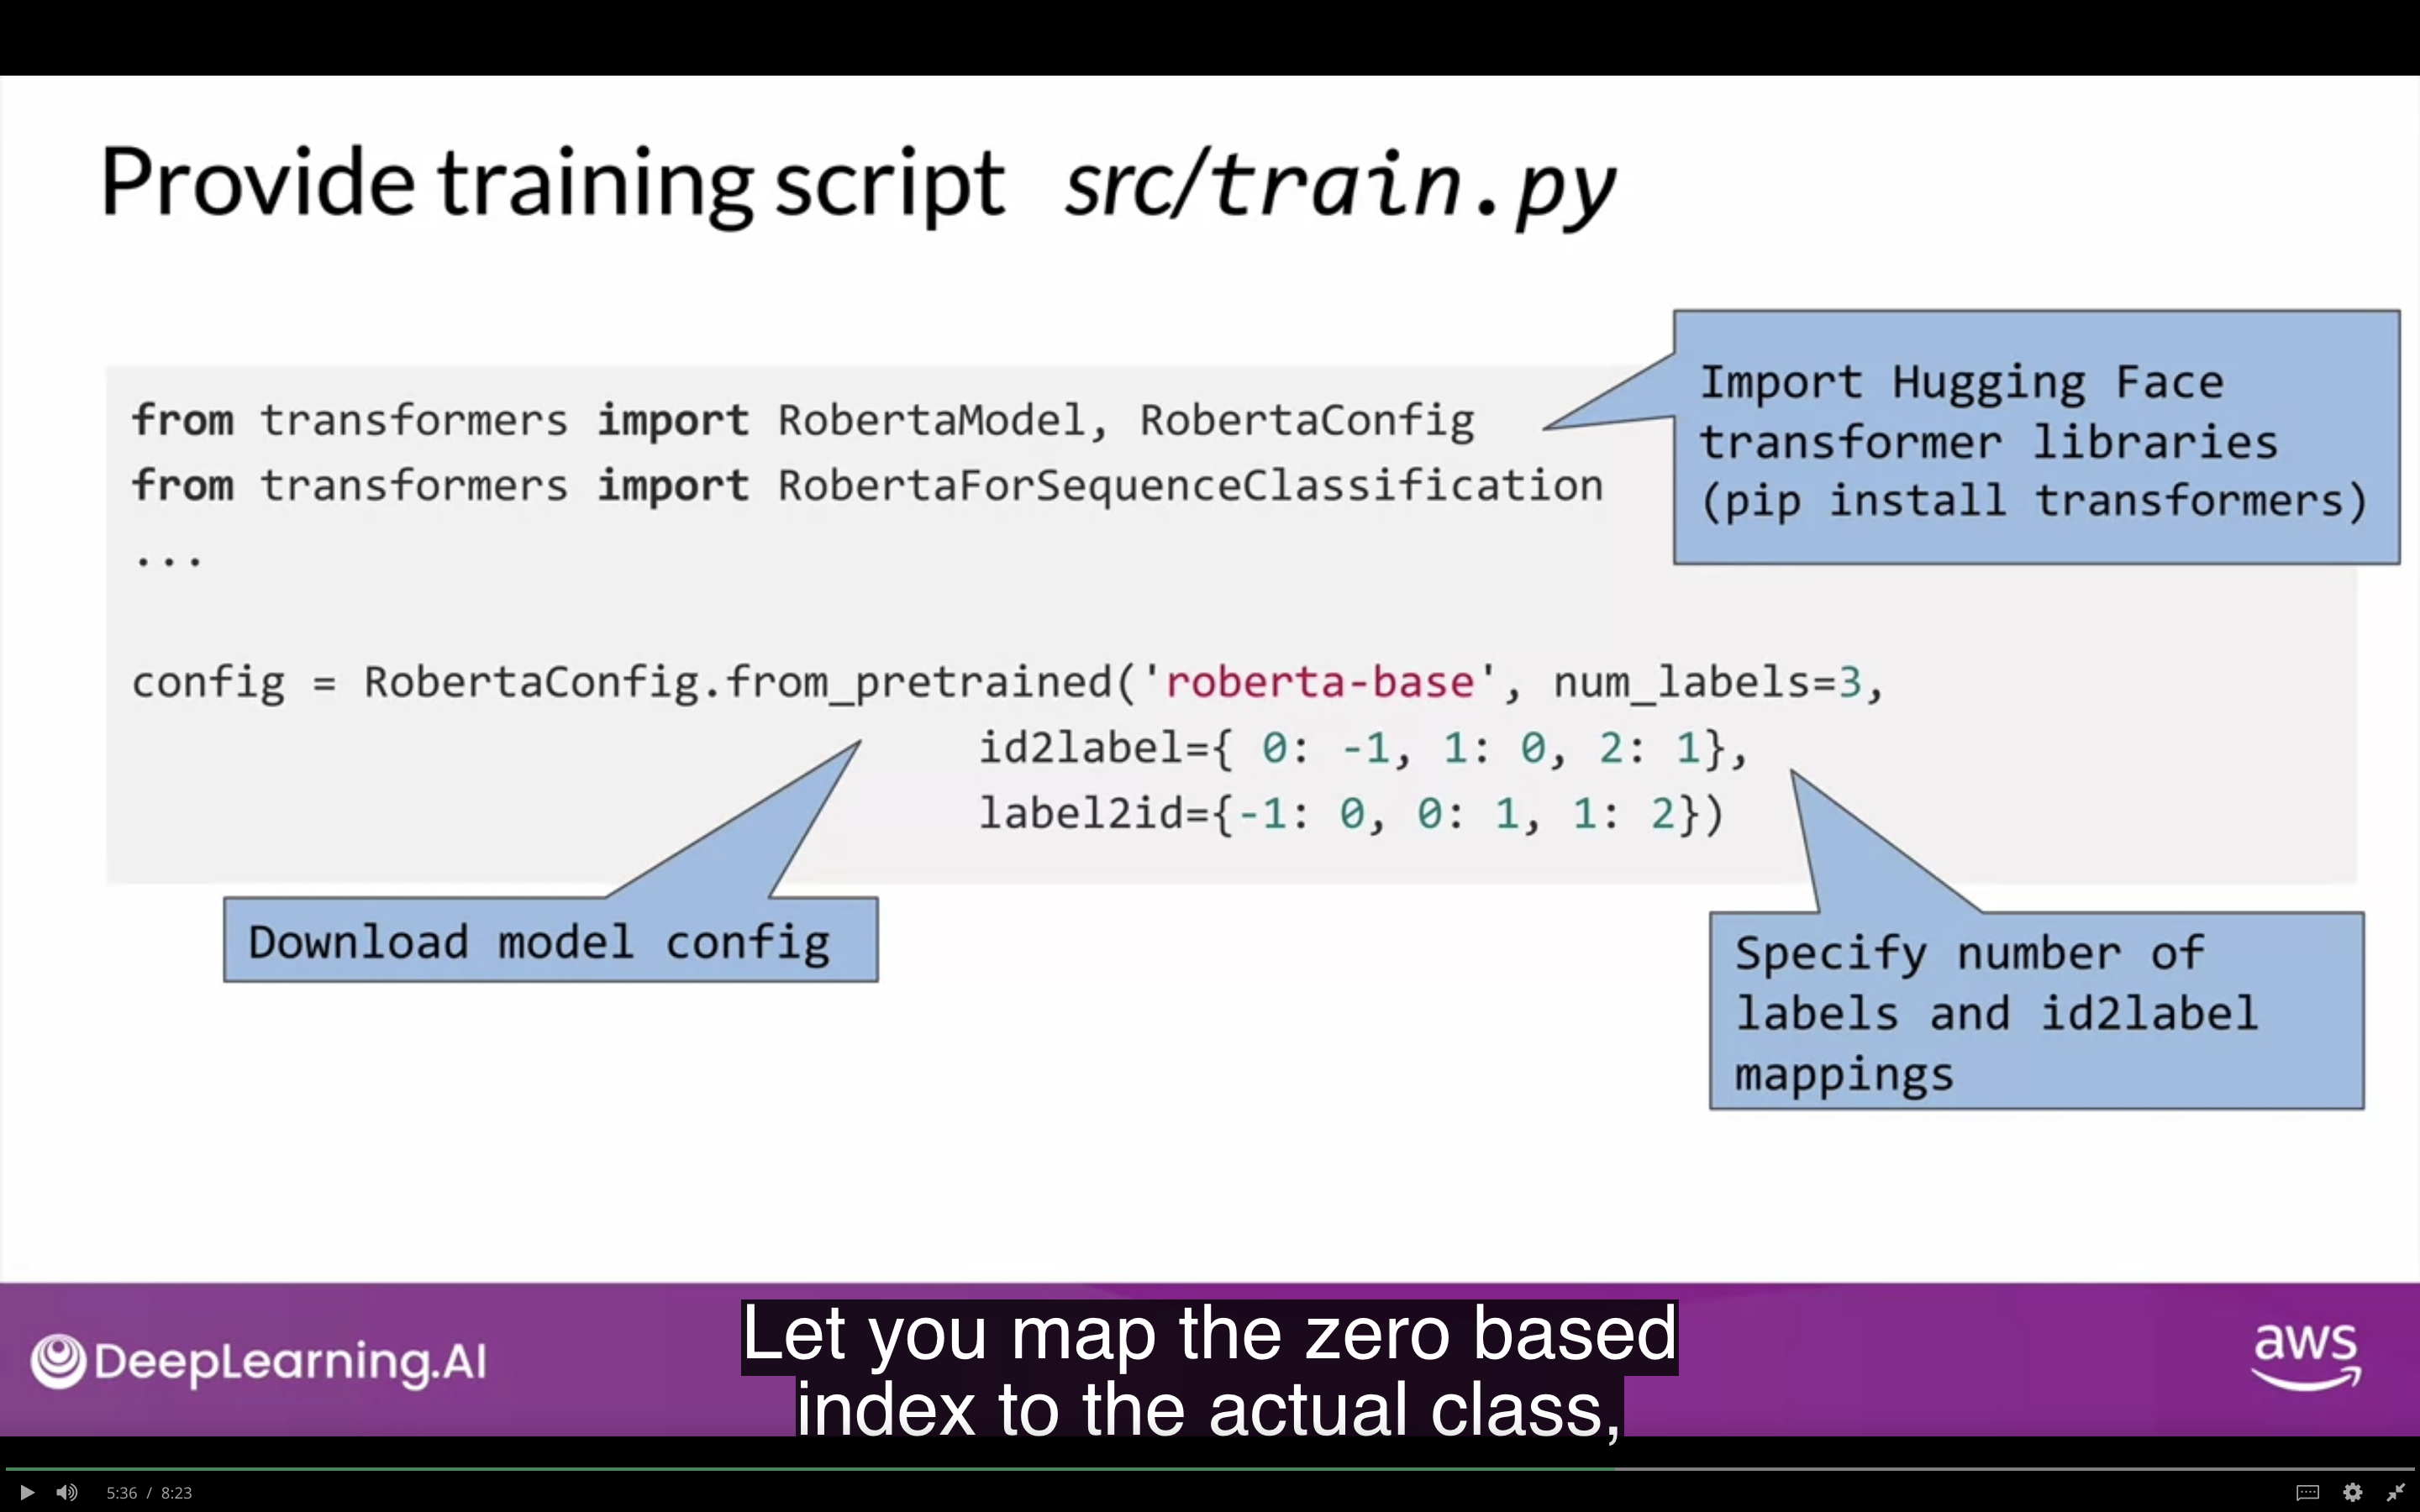 Provide training script src/train.py
from transformers import RobertaModel, RobertaConfig
from transformers import RobertaForSequenceClassification
...
Import Hugging Face
transformer libraries
(pip install transformers)
config = RobertaConfig.from_pretrained('roberta-base', num_labels=3,
id2label={ 0: -1, 1: 0, 2: 1},
label2id={-1: 0, 0: 1, 1: 2})
Download model config
Specify number of
labels and id2label
mappings
DeepLearning.AI
Let you map the zero based
index to the actual class,
aws
5:36 / 8:23